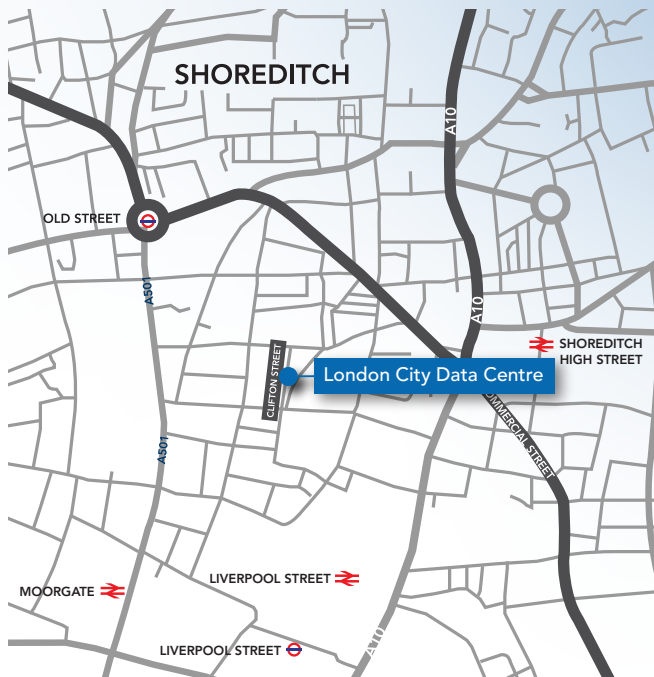 SHOREDITCH
A10
OLD STREET
A501
A10
SHOREDITCH
HIGH STREET
CLIFTON STREET
London City Data Centre
COMMERCIAL STREET
A501
LIVERPOOL STREET
MOORGATE
A10
LIVERPOOL STREET